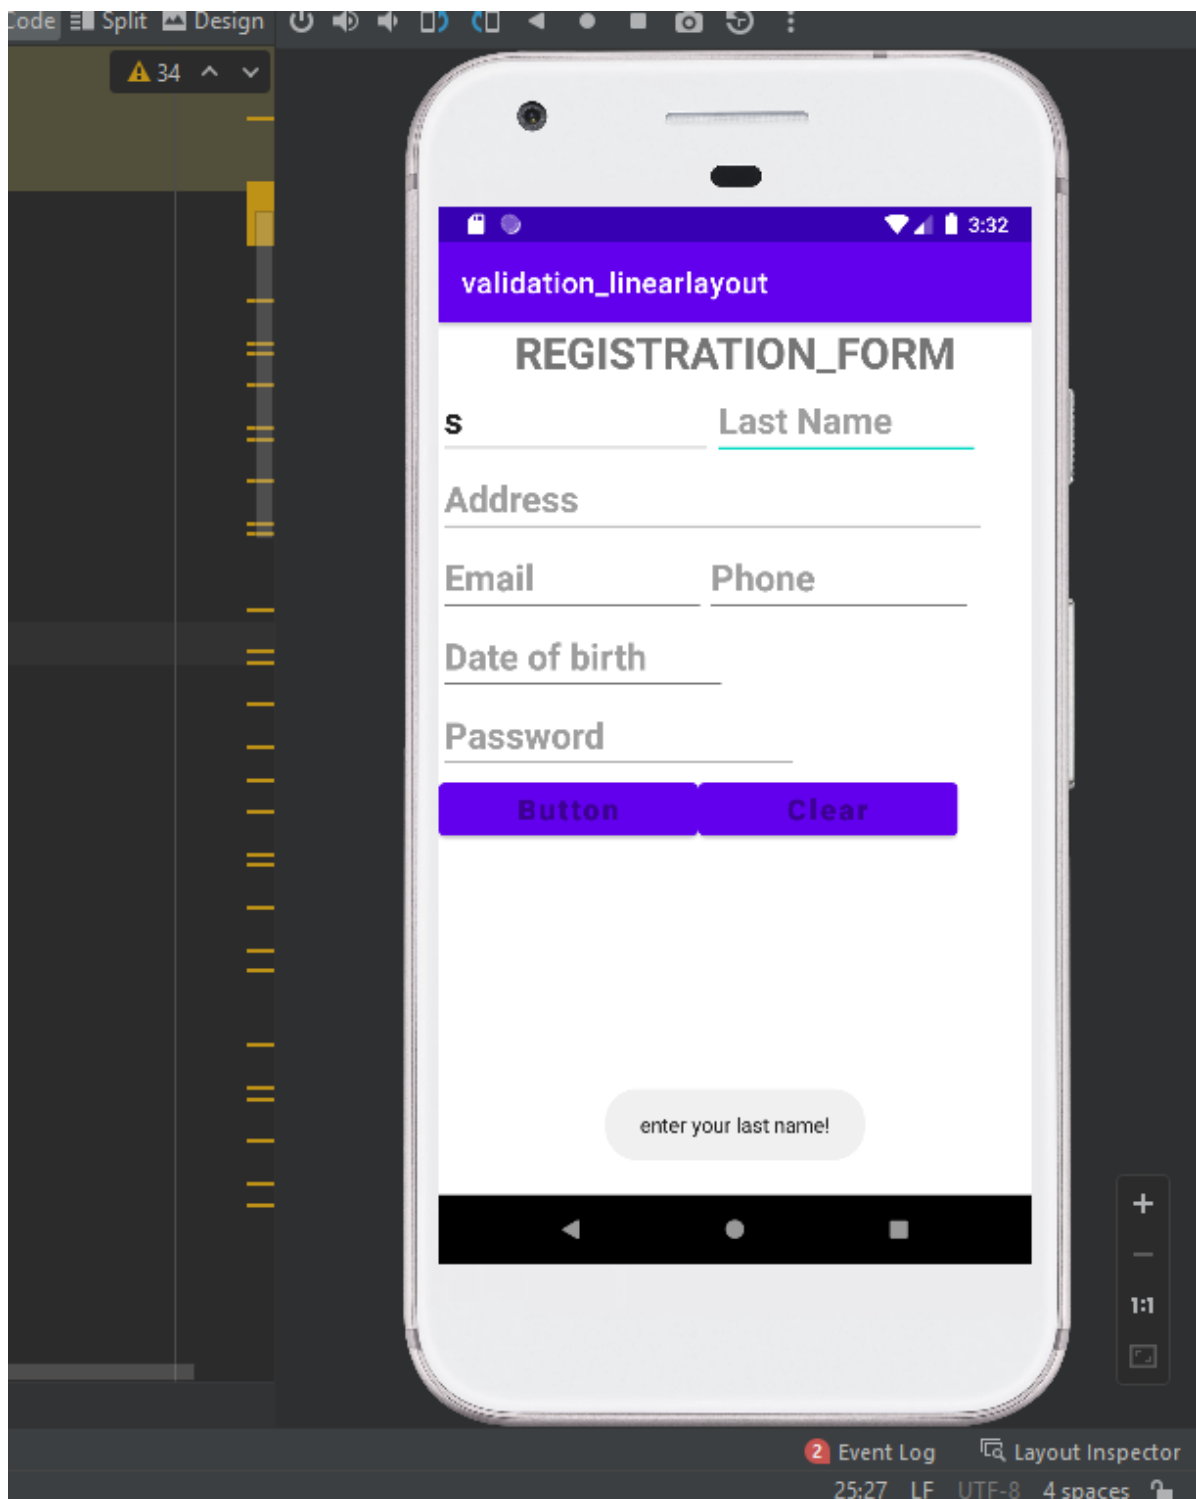 Code Split Design
34
3:32
validation_linearlayout
REGISTRATION_FORM
s Last Name
Address
Email Phone
Date of birth
Password
Button Clear
enter your last name!
1:1
2 Event Log Layout Inspector
25:27 LF UTF-8 4 spaces